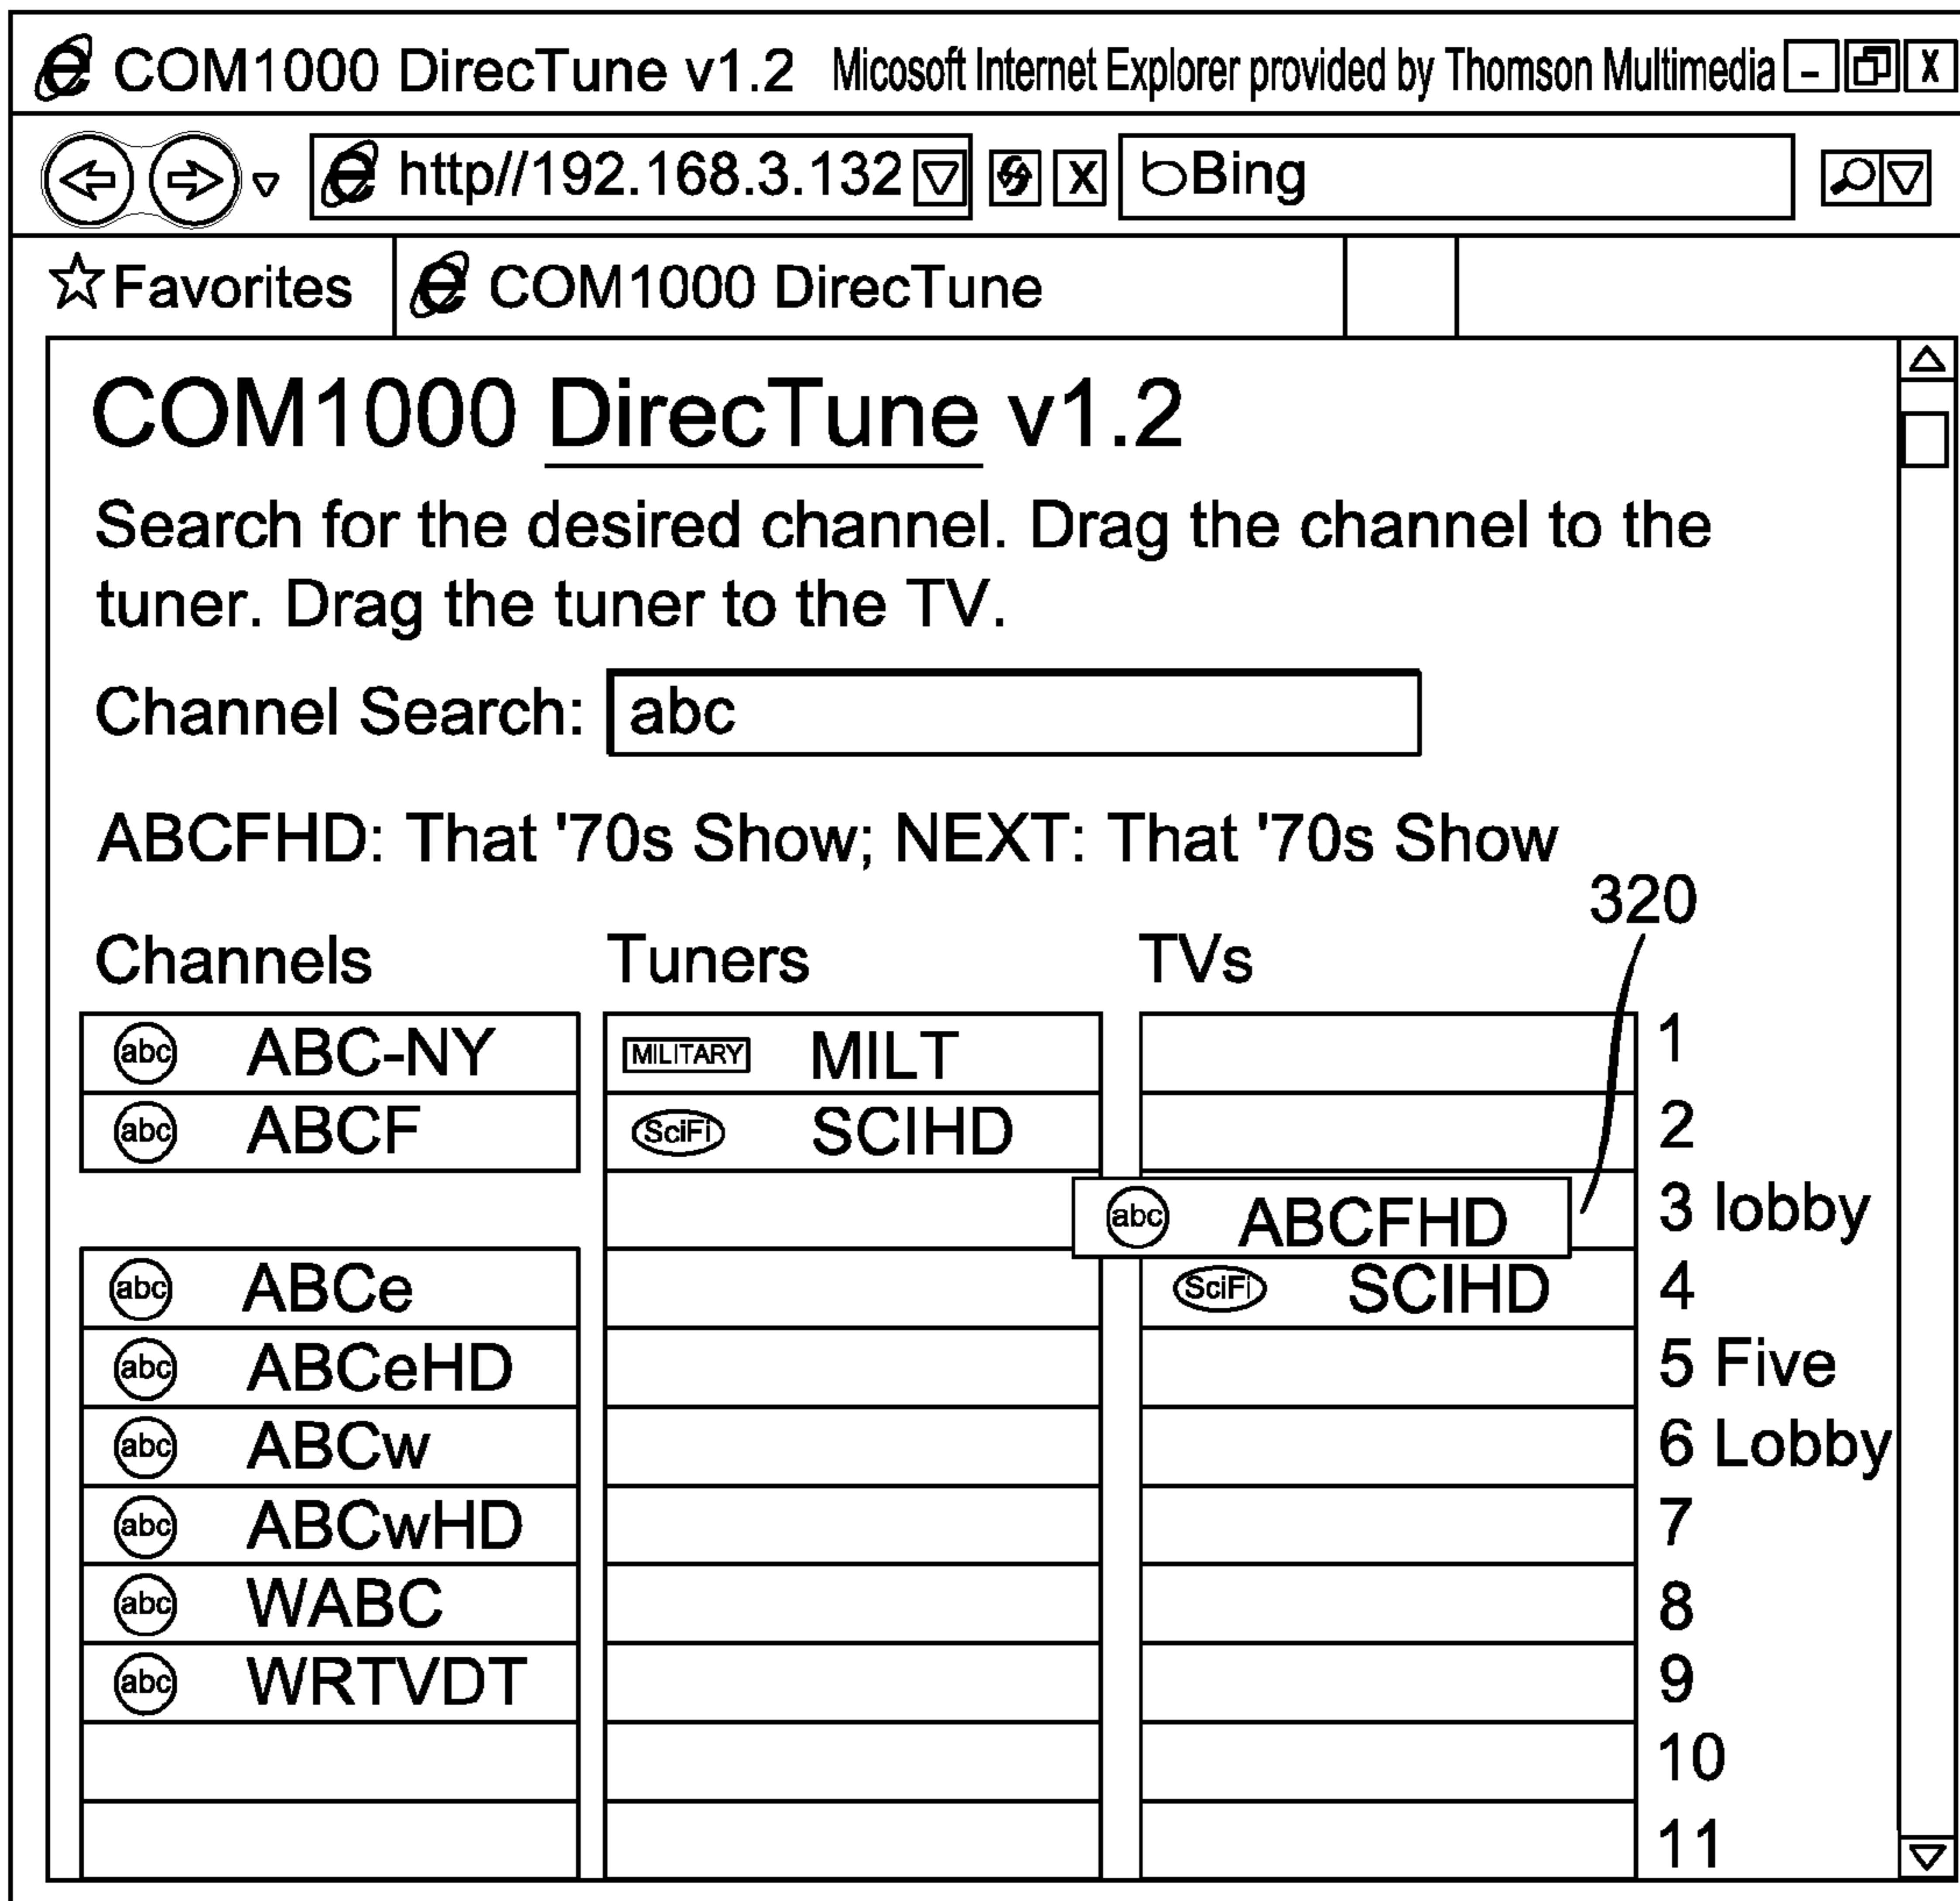 COM1000 DirecTune v1.2 Micosoft Internet Explorer provided by Thomson Multimedia - X
e http//192.168.3.132 X bBing
Favorites e COM1000 DirecTune
COM1000 DirecTune v1.2
Search for the desired channel. Drag the channel to the
tuner. Drag the tuner to the TV.
Channel Search: abc
ABCFHD: That '70s Show; NEXT: That '70s Show
320
Channels Tuners TVs
abc ABC-NY MILITARY MILT 1
abc ABCF SciFi SCIHD 2
abc ABCFHD 3 lobby
abc ABCe SciFi SCIHD 4
abc ABCeHD 5 Five
abc ABCw 6 Lobby
abc ABCwHD 7
abc WABC 8
abc WRTVDT 9
10
11